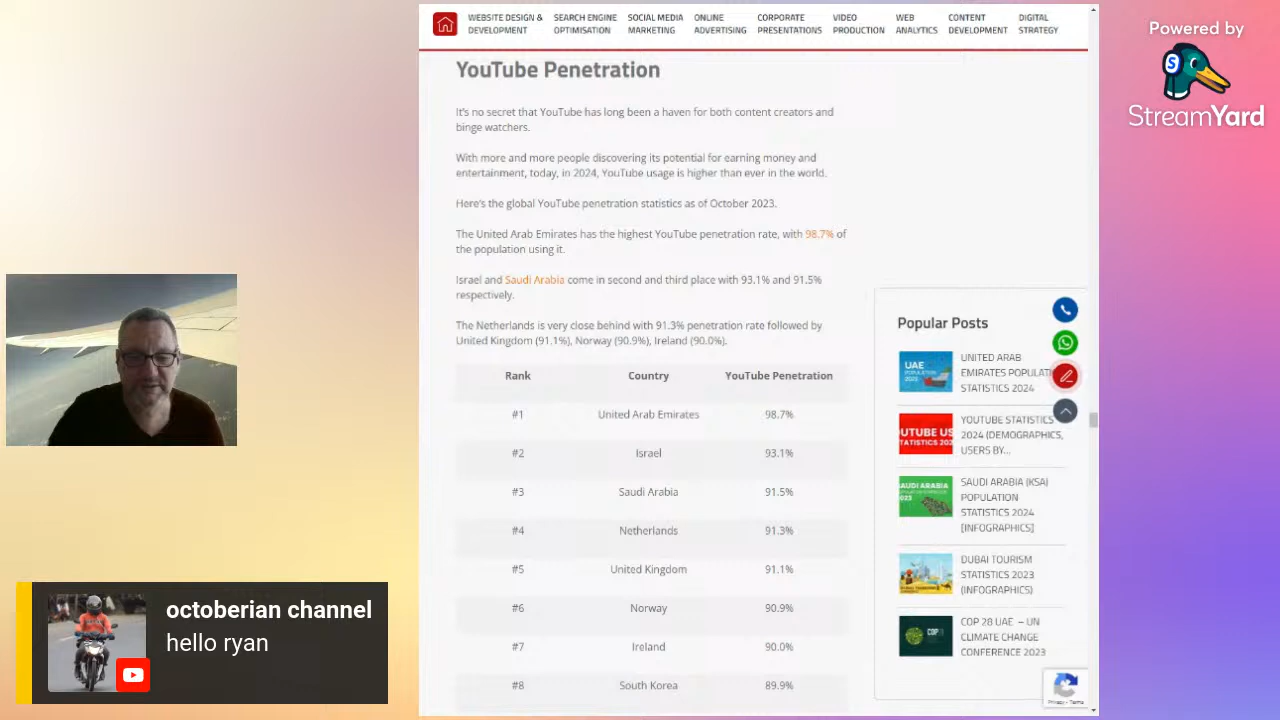 WEBSITE DESIGN &
DEVELOPMENT
SEARCH ENGINE
OPTIMISATION
SOCIAL MEDIA
MARKETING
ONLINE
ADVERTISING
CORPORATE
PRESENTATIONS
VIDEO
PRODUCTION
WEB
ANALYTICS
CONTENT
DEVELOPMENT
DIGITAL
STRATEGY
Powered by
StreamYard
YouTube Penetration
It's no secret that YouTube has long been a haven for both content creators and
binge watchers.
With more and more people discovering its potential for earning money and
entertainment, today, in 2024, YouTube usage is higher than ever in the world.
Here's the global YouTube penetration statistics as of October 2023.
The United Arab Emirates has the highest YouTube penetration rate, with 98.7% of
the population using it.
Israel and Saudi Arabia come in second and third place with 93.1% and 91.5%
respectively.
The Netherlands is very close behind with 91.3% penetration rate followed by
United Kingdom (91.1%), Norway (90.9%), Ireland (90.0%).
Rank Country YouTube Penetration
#1 United Arab Emirates 98.7%
#2 Israel 93.1%
#3 Saudi Arabia 91.5%
#4 Netherlands 91.3%
#5 United Kingdom 91.1%
#6 Norway 90.9%
#7 Ireland 90.0%
#8 South Korea 89.9%
Popular Posts
UAE
UNITED ARAB
EMIRATES POPULAT
STATISTICS 2024
YOUTUBE STATISTICS
2024 (DEMOGRAPHICS,
USERS BY...
SAUDI ARABIA (KSA)
POPULATION
STATISTICS 2024
[INFOGRAPHICS]
DUBAI TOURISM
STATISTICS 2023
(INFOGRAPHICS)
COP 28 UAE – UN
CLIMATE CHANGE
CONFERENCE 2023
Privacy - Terms
octoberian channel
hello ryan